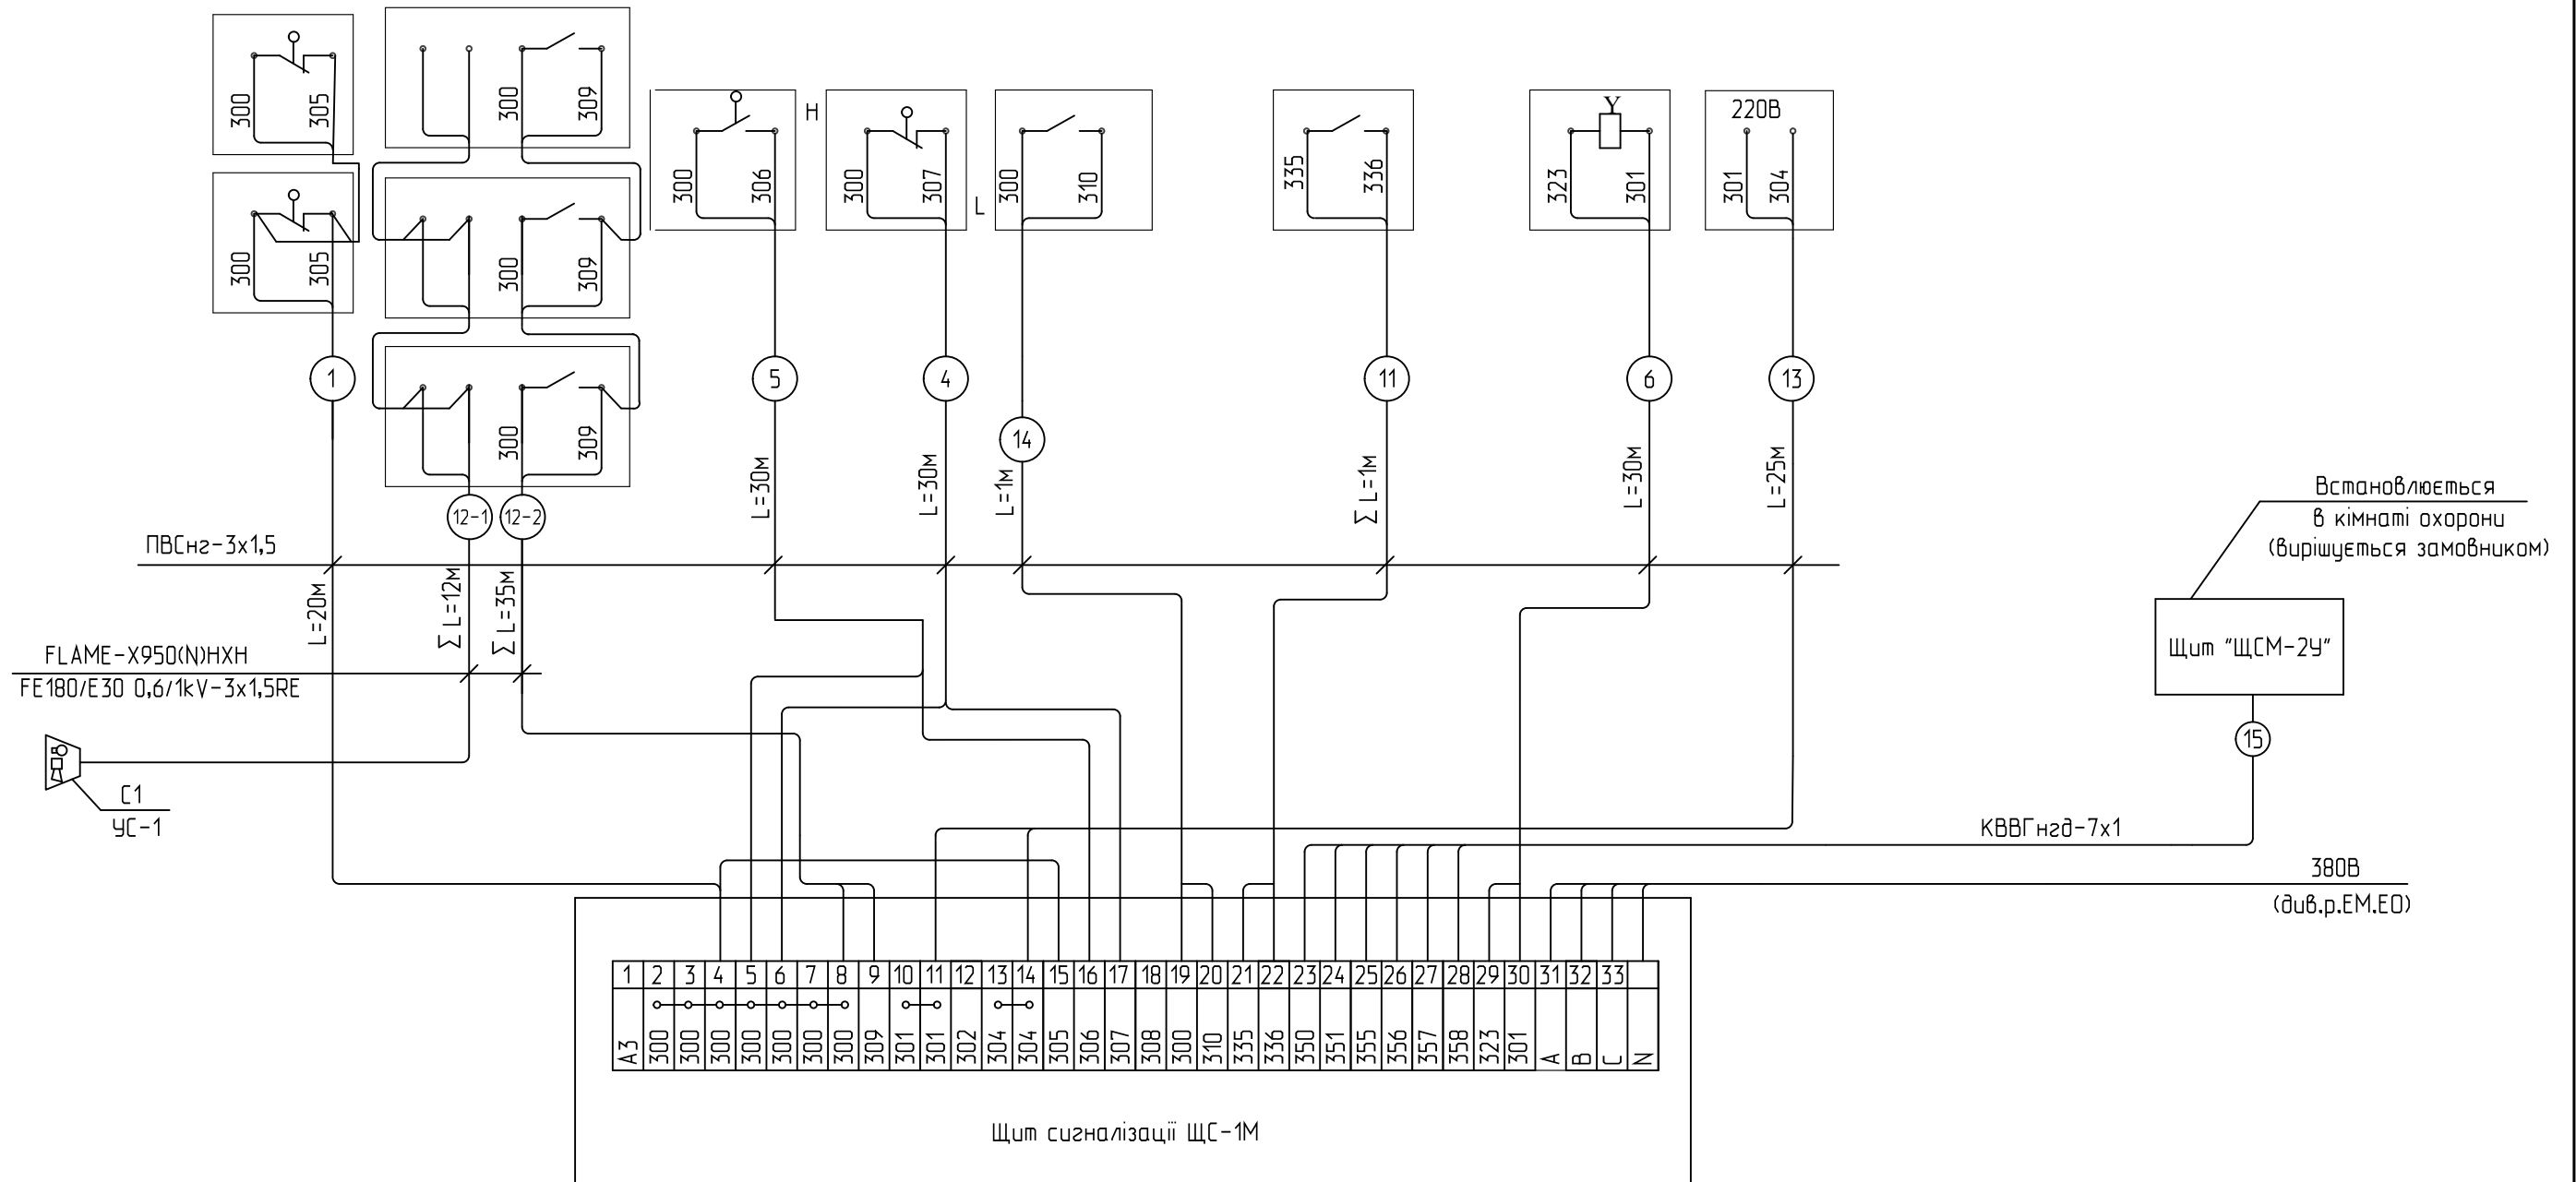 300
305
300
309
300
305
300
309
300
309
300
306
H
300
307
L
300
310
335
336
Y
323
301
220В
301
304
1
5
4
14
11
6
13
12-1
12-2
L=30м
L=30м
L=1м
∑ L=1м
L=30м
L=25м
ПВСнг-3х1,5
L=20м
∑ L=12м
∑ L=35м
FLAME-X950(N)HXH
FE180/E30 0,6/1kV-3x1,5RE
С1
УС-1
Встановлюється
в кімнаті охорони
(вирішується замовником)
Щит "ЩСМ-2У"
15
КВВГнгд-7х1
380В
(див.р.ЕМ.ЕО)
1 2 3 4 5 6 7 8 9 10 11 12 13 14 15 16 17 18 19 20 21 22 23 24 25 26 27 28 29 30 31 32 33
А3 300 300 300 300 300 300 300 309 301 301 302 304 304 305 306 307 308 300 310 335 336 350 351 355 356 357 358 323 301 А В С N
Щит сигналізації ЩС-1М